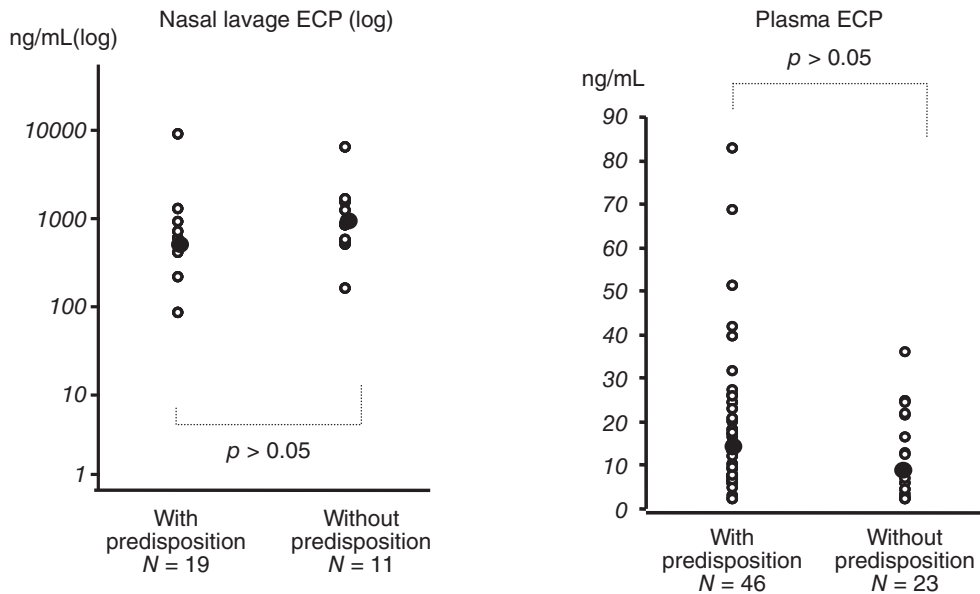 Nasal lavage ECP (log)
ng/mL(log)
10000
1000
100
10
1
p > 0.05
With
predisposition
N = 19
Without
predisposition
N = 11
Plasma ECP
p > 0.05
ng/mL
90
80
70
60
50
40
30
20
10
0
With
predisposition
N = 46
Without
predisposition
N = 23